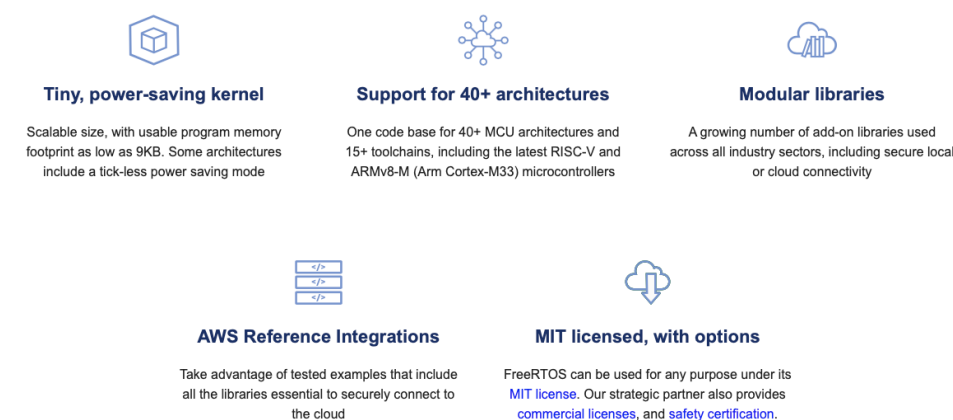 Tiny, power-saving kernel
Scalable size, with usable program memory
footprint as low as 9KB. Some architectures
include a tick-less power saving mode
Support for 40+ architectures
One code base for 40+ MCU architectures and
15+ toolchains, including the latest RISC-V and
ARMv8-M (Arm Cortex-M33) microcontrollers
Modular libraries
A growing number of add-on libraries used
across all industry sectors, including secure local
or cloud connectivity
</>
</>
</>
AWS Reference Integrations
Take advantage of tested examples that include
all the libraries essential to securely connect to
the cloud
MIT licensed, with options
FreeRTOS can be used for any purpose under its
MIT license. Our strategic partner also provides
commercial licenses, and safety certification.